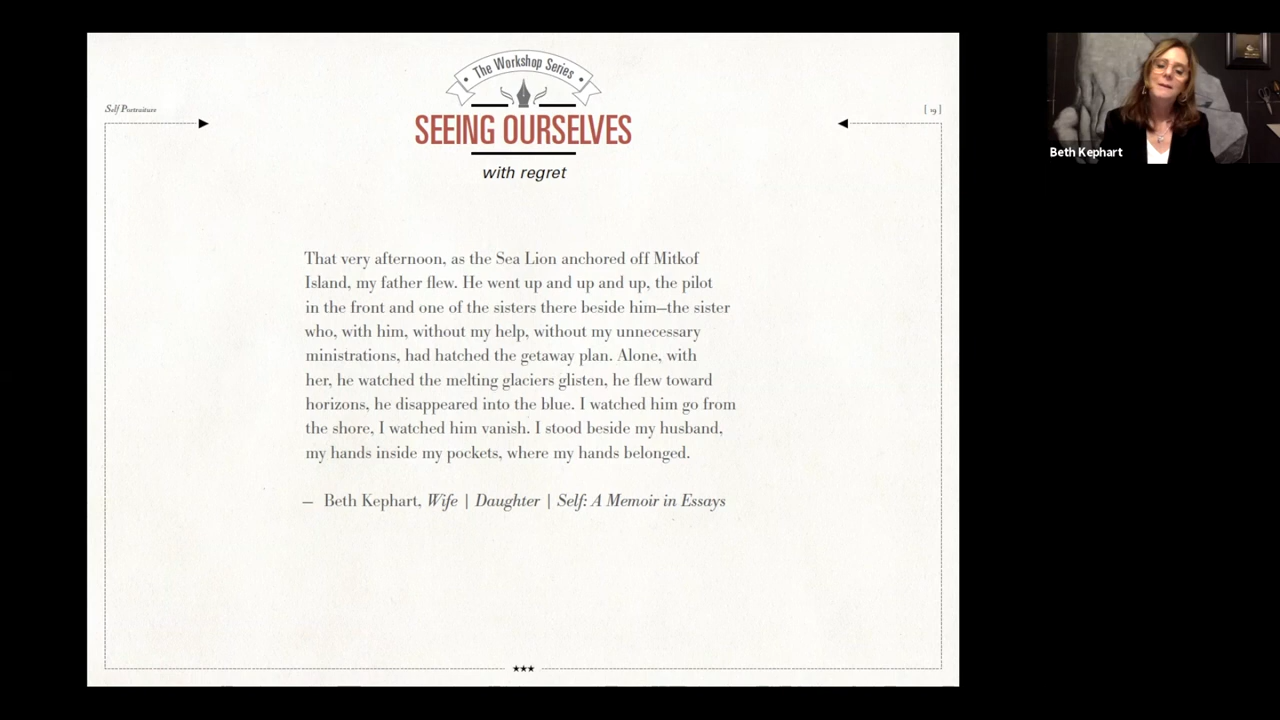 The Workshop Series
Self Portraiture
[ 19 ]
SEEING OURSELVES
with regret
That very afternoon, as the Sea Lion anchored off Mitkof
Island, my father flew. He went up and up and up, the pilot
in the front and one of the sisters there beside him—the sister
who, with him, without my help, without my unnecessary
ministrations, had hatched the getaway plan. Alone, with
her, he watched the melting glaciers glisten, he flew toward
horizons, he disappeared into the blue. I watched him go from
the shore, I watched him vanish. I stood beside my husband,
my hands inside my pockets, where my hands belonged.
— Beth Kephart, Wife | Daughter | Self: A Memoir in Essays
Beth Kephart